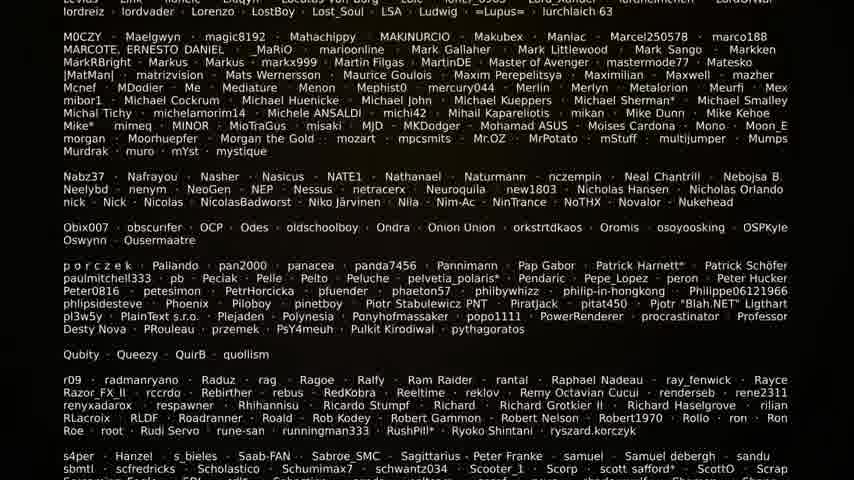 lordreiz · lordvader · Lorenzo · LostBoy · Lost_Soul · LSA · Ludwig · =Lupus= · lurchlaich 63
M0CZY · Maelgwyn · magic8192 · Mahachippy · MAKINURCIO · Makubex · Maniac · Marcel250578 · marco188
MARCOTE, ERNESTO DANIEL · _MaRiO · marioonline · Mark Gallaher · Mark Littlewood · Mark Sango · Markken
MarkRBright · Markus · Markus · markx999 · Martin Filgas · MartinDE · Master of Avenger · mastermode77 · Matesko
|MatMan| · matrizvision · Mats Wernersson · Maurice Goulois · Maxim Perepelitsya · Maximilian · Maxwell · mazher
Mcnef · MDodier · Me · Mediature · Menon · Mephist0 · mercury044 · Merlin · Merlyn · Metalorion · Meurfi · Mex
mibor1 · Michael Cockrum · Michael Huenicke · Michael John · Michael Kueppers · Michael Sherman* · Michael Smalley
Michal Tichy · michelamorim14 · Michele ANSALDI · michi42 · Mihail Kapareliotis · mikan · Mike Dunn · Mike Kehoe
Mike* · mimeq · MINOR · MioTraGus · misaki · MJD · MKDodger · Mohamad ASUS · Moises Cardona · Mono · Moon_E
morgan · Moorhuepfer · Morgan the Gold · mozart · mpcsmits · Mr.OZ · MrPotato · mStuff · multijumper · Mumps
Murdrak · muro · mYst · mystique
Nabz37 · Nafrayou · Nasher · Nasicus · NATE1 · Nathanael · Naturmann · nczempin · Neal Chantrill · Nebojsa B.
Neelybd · nenym · NeoGen · NEP · Nessus · netracerx · Neuroquila · new1803 · Nicholas Hansen · Nicholas Orlando
nick · Nick · Nicolas · NicolasBadworst · Niko Järvinen · Nila · Nim-Ac · NinTrance · NoTHX · Novalor · Nukehead
Obix007 · obscurifer · OCP · Odes · oldschoolboy · Ondra · Onion Union · orkstrtdkaos · Oromis · osoyoosking · OSPKyle
Oswynn · Ousermaatre
p o r c z e k · Pallando · pan2000 · panacea · panda7456 · Pannimann · Pap Gabor · Patrick Harnett* · Patrick Schöfer
paulmitchell333 · pb · Peciak · Pelle · Pelto · Peluche · pelvetia_polaris* · Pendaric · Pepe_Lopez · peron · Peter Hucker
Peter0816 · petesimon · PetrHorcicka · pfuender · phaeton57 · philbywhizz · philip-in-hongkong · Philippe06121966
phlipsidesteve · Phoenix · Piloboy · pinetboy · Piotr Stabulewicz PNT · PiratJack · pitat450 · Pjotr "Blah.NET" Ligthart
pl3w5y · PlainText s.r.o. · Plejaden · Polynesia · Ponyhofmassaker · popo1111 · PowerRenderer · procrastinator · Professor
Desty Nova · PRouleau · przemek · PsY4meuh · Pulkit Kirodiwal · pythagoratos
Qubity · Queezy · QuirB · quollism
r09 · radmanryano · Raduz · rag · Ragoe · Ralfy · Ram Raider · rantal · Raphael Nadeau · ray_fenwick · Rayce
Razor_FX_II · rccrdo · Rebirther · rebus · RedKobra · Reeltime · reklov · Remy Octavian Cucui · renderseb · rene2311
renyxadarox · respawner · Rhihannisu · Ricardo Stumpf · Richard · Richard Grotkier II · Richard Haselgrove · rilian
RLacroix · RLDF · Roadranner · Roald · Rob Kodey · Robert Gammon · Robert Nelson · Robert1970 · Rollo · ron · Ron
Roe · root · Rudi Servo · rune-san · runningman333 · RushPill* · Ryoko Shintani · ryszard.korczyk
s4per · Hanzel · s_bieles · Saab-FAN · Sabroe_SMC · Sagittarius - Peter Franke · samuel · Samuel debergh · sandu
sbmtl · scfredricks · Scholastico · Schumimax7 · schwantz034 · Scooter_1 · Scorp · scott safford* · ScottO · Scrap